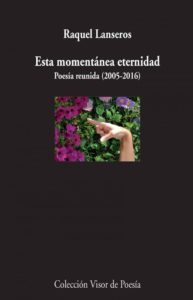 Raquel Lanseros
Esta momentánea eternidad
Poesía reunida (2005-2016)
Colección Visor de Poesía